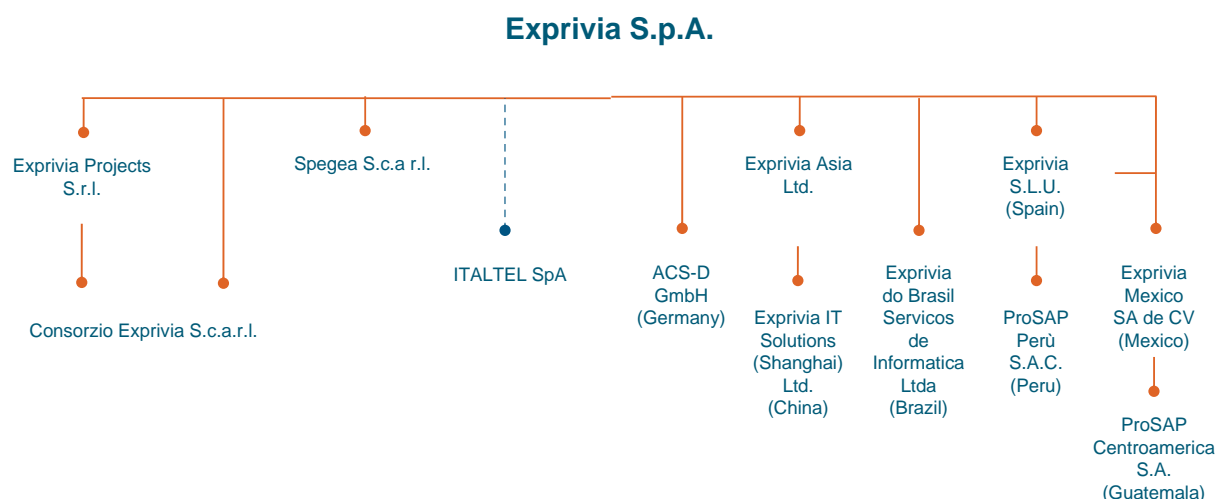 Exprivia S.p.A.
Exprivia Projects
S.r.l.
Spegea S.c.a r.l.
Exprivia Asia
Ltd.
Exprivia
S.L.U.
(Spain)
Consorzio Exprivia S.c.a.r.l.
ITALTEL SpA
ACS-D
GmbH
(Germany)
Exprivia IT
Solutions
(Shanghai)
Ltd.
(China)
Exprivia
do Brasil
Servicos
de
Informatica
Ltda
(Brazil)
ProSAP
Perù
S.A.C.
(Peru)
Exprivia
Mexico
SA de CV
(Mexico)
ProSAP
Centroamerica
S.A.
(Guatemala)